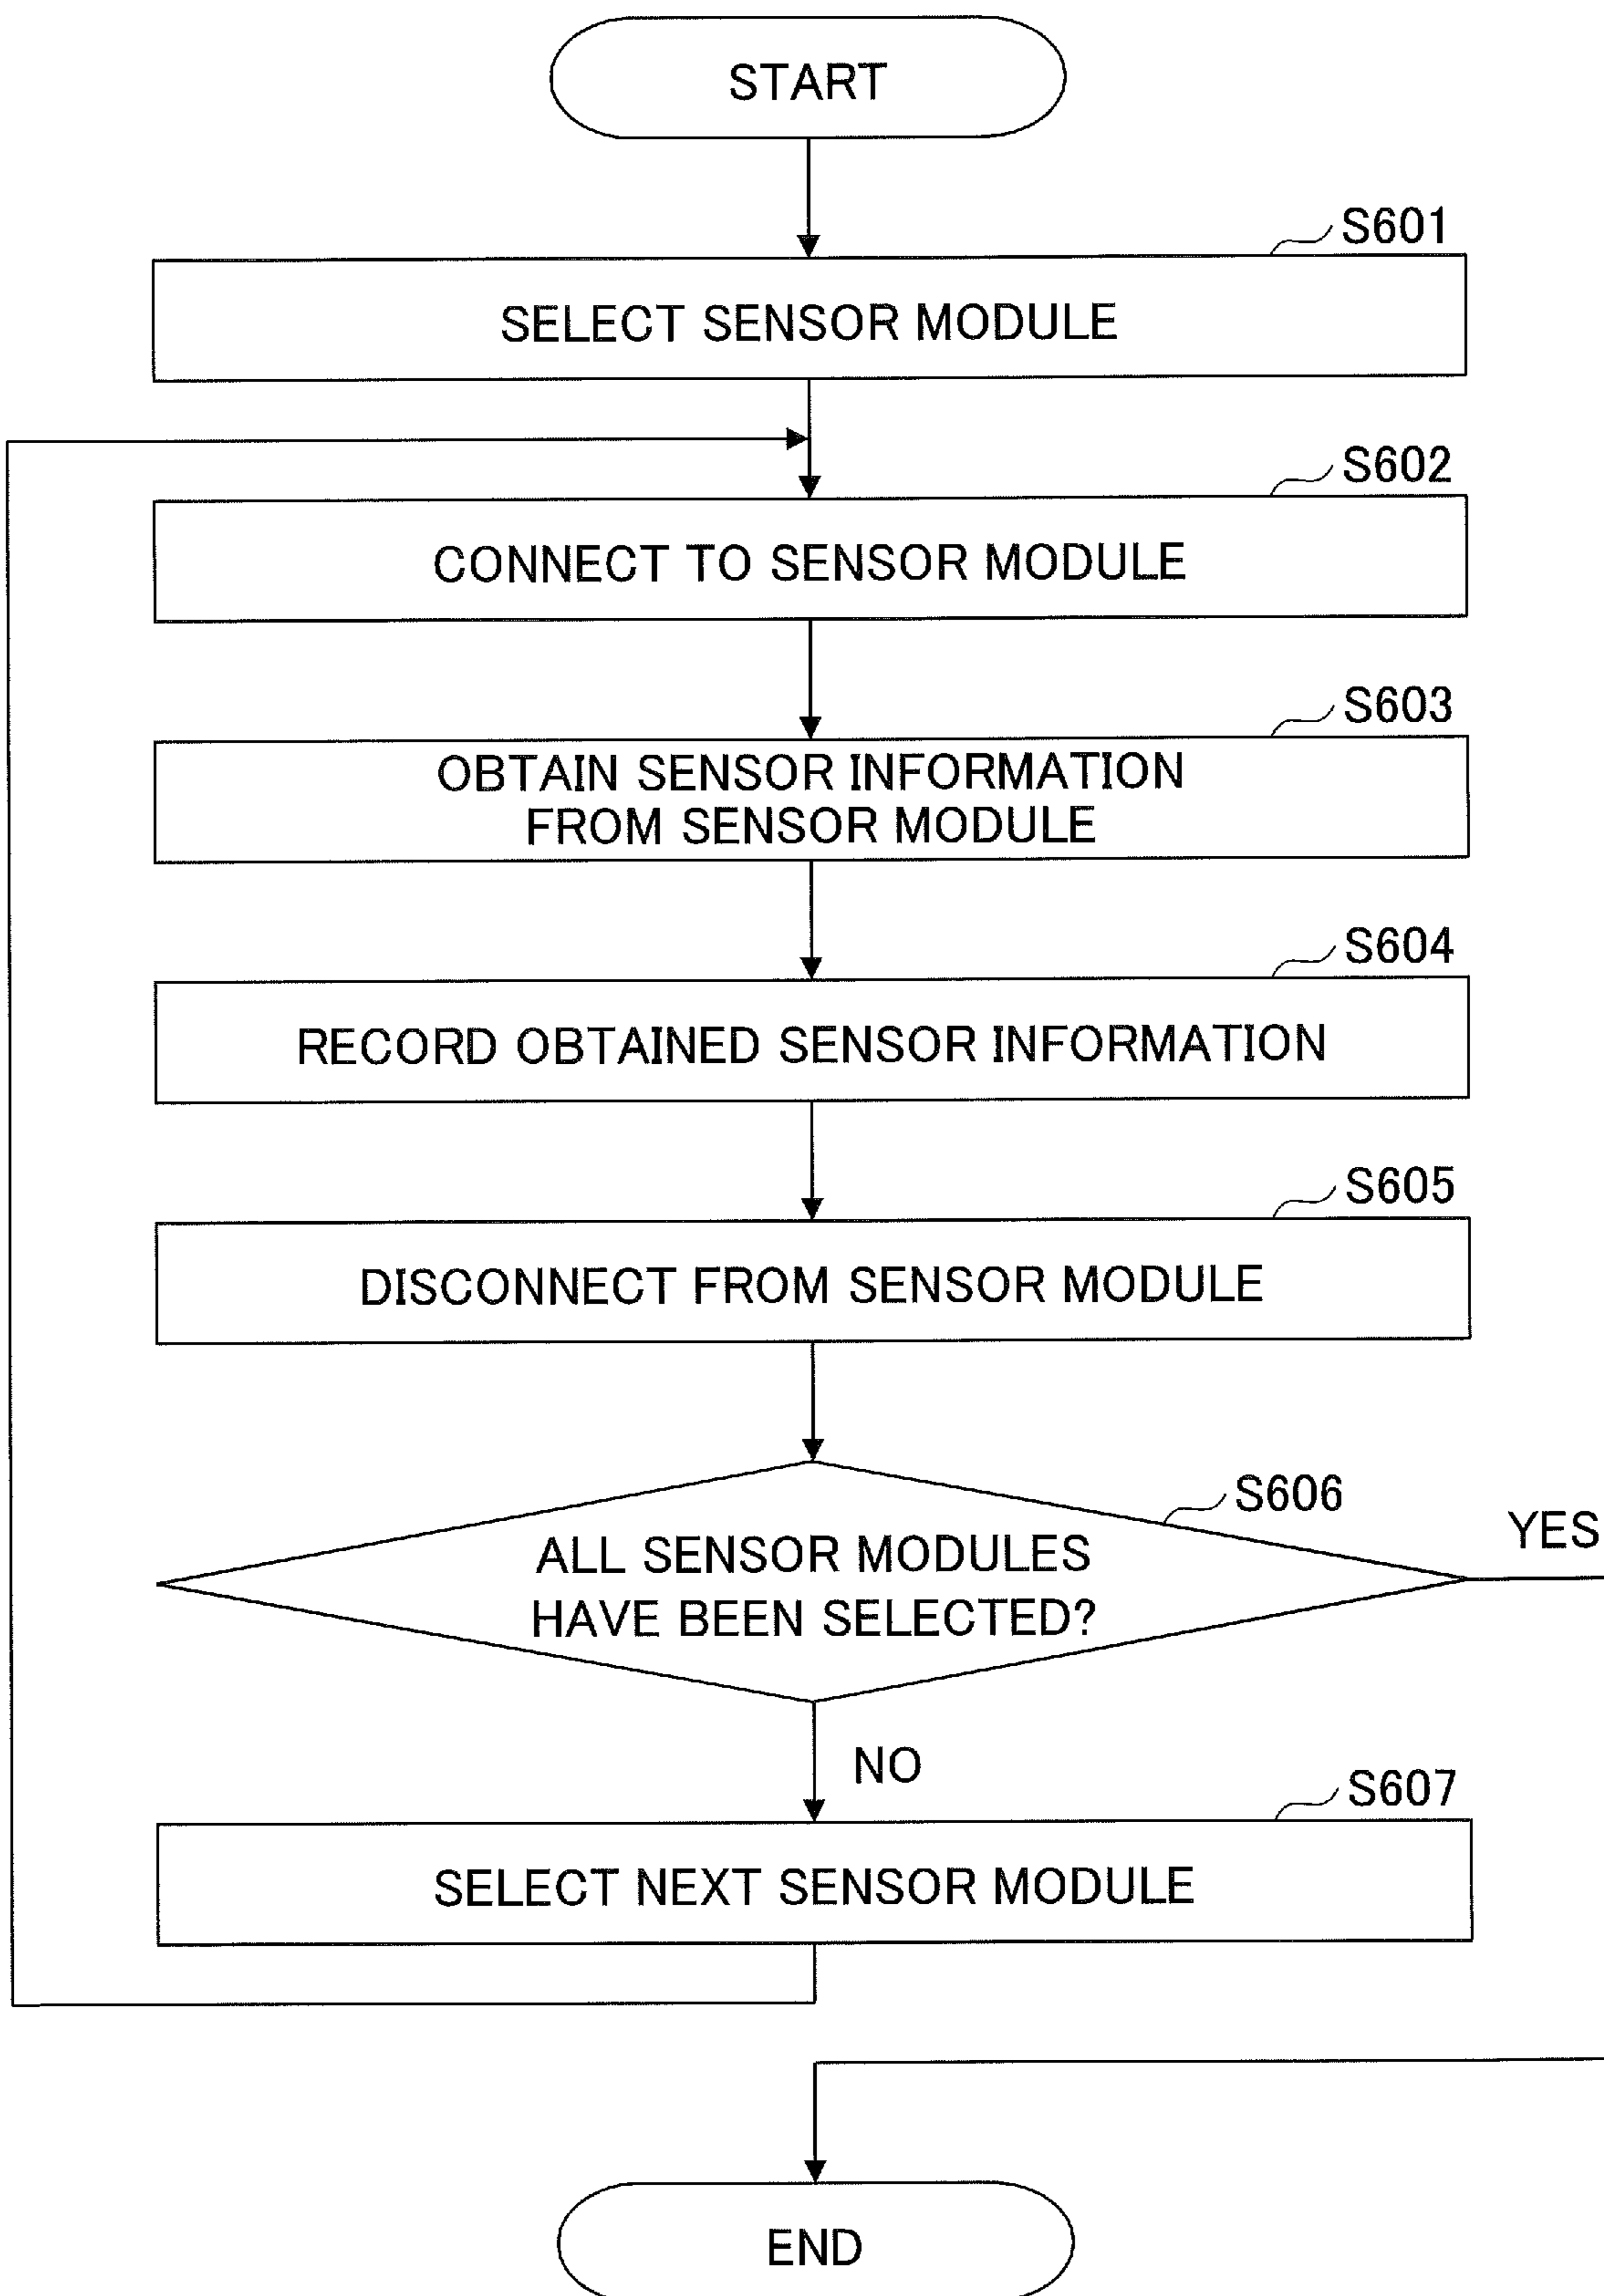 START
S601
SELECT SENSOR MODULE
S602
CONNECT TO SENSOR MODULE
S603
OBTAIN SENSOR INFORMATION
FROM SENSOR MODULE
S604
RECORD OBTAINED SENSOR INFORMATION
S605
DISCONNECT FROM SENSOR MODULE
S606
YES
ALL SENSOR MODULES
HAVE BEEN SELECTED?
NO
S607
SELECT NEXT SENSOR MODULE
END